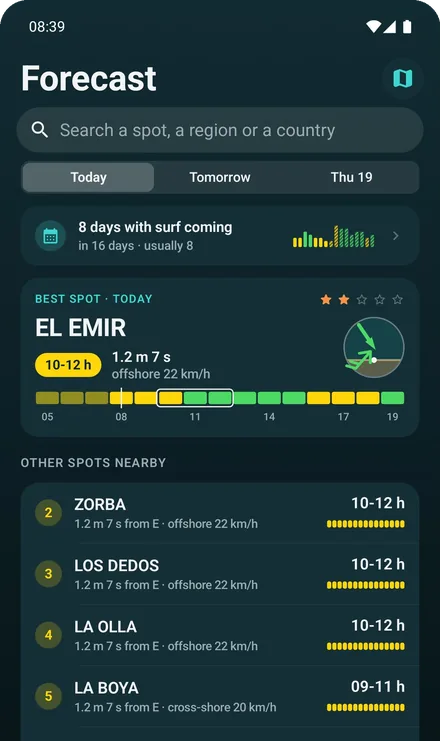 08:39
Forecast
Search a spot, a region or a country
Today Tomorrow Thu 19
8 days with surf coming
in 16 days · usually 8
BEST SPOT · TODAY
EL EMIR
10-12 h
1.2 m 7 s
offshore 22 km/h
05 08 11 14 17 19
OTHER SPOTS NEARBY
2 ZORBA 10-12 h
1.2 m 7 s from E · offshore 22 km/h
3 LOS DEDOS 10-12 h
1.2 m 7 s from E · offshore 22 km/h
4 LA OLLA 10-12 h
1.2 m 7 s from E · offshore 22 km/h
5 LA BOYA 09-11 h
1.2 m 7 s from E · cross-shore 20 km/h